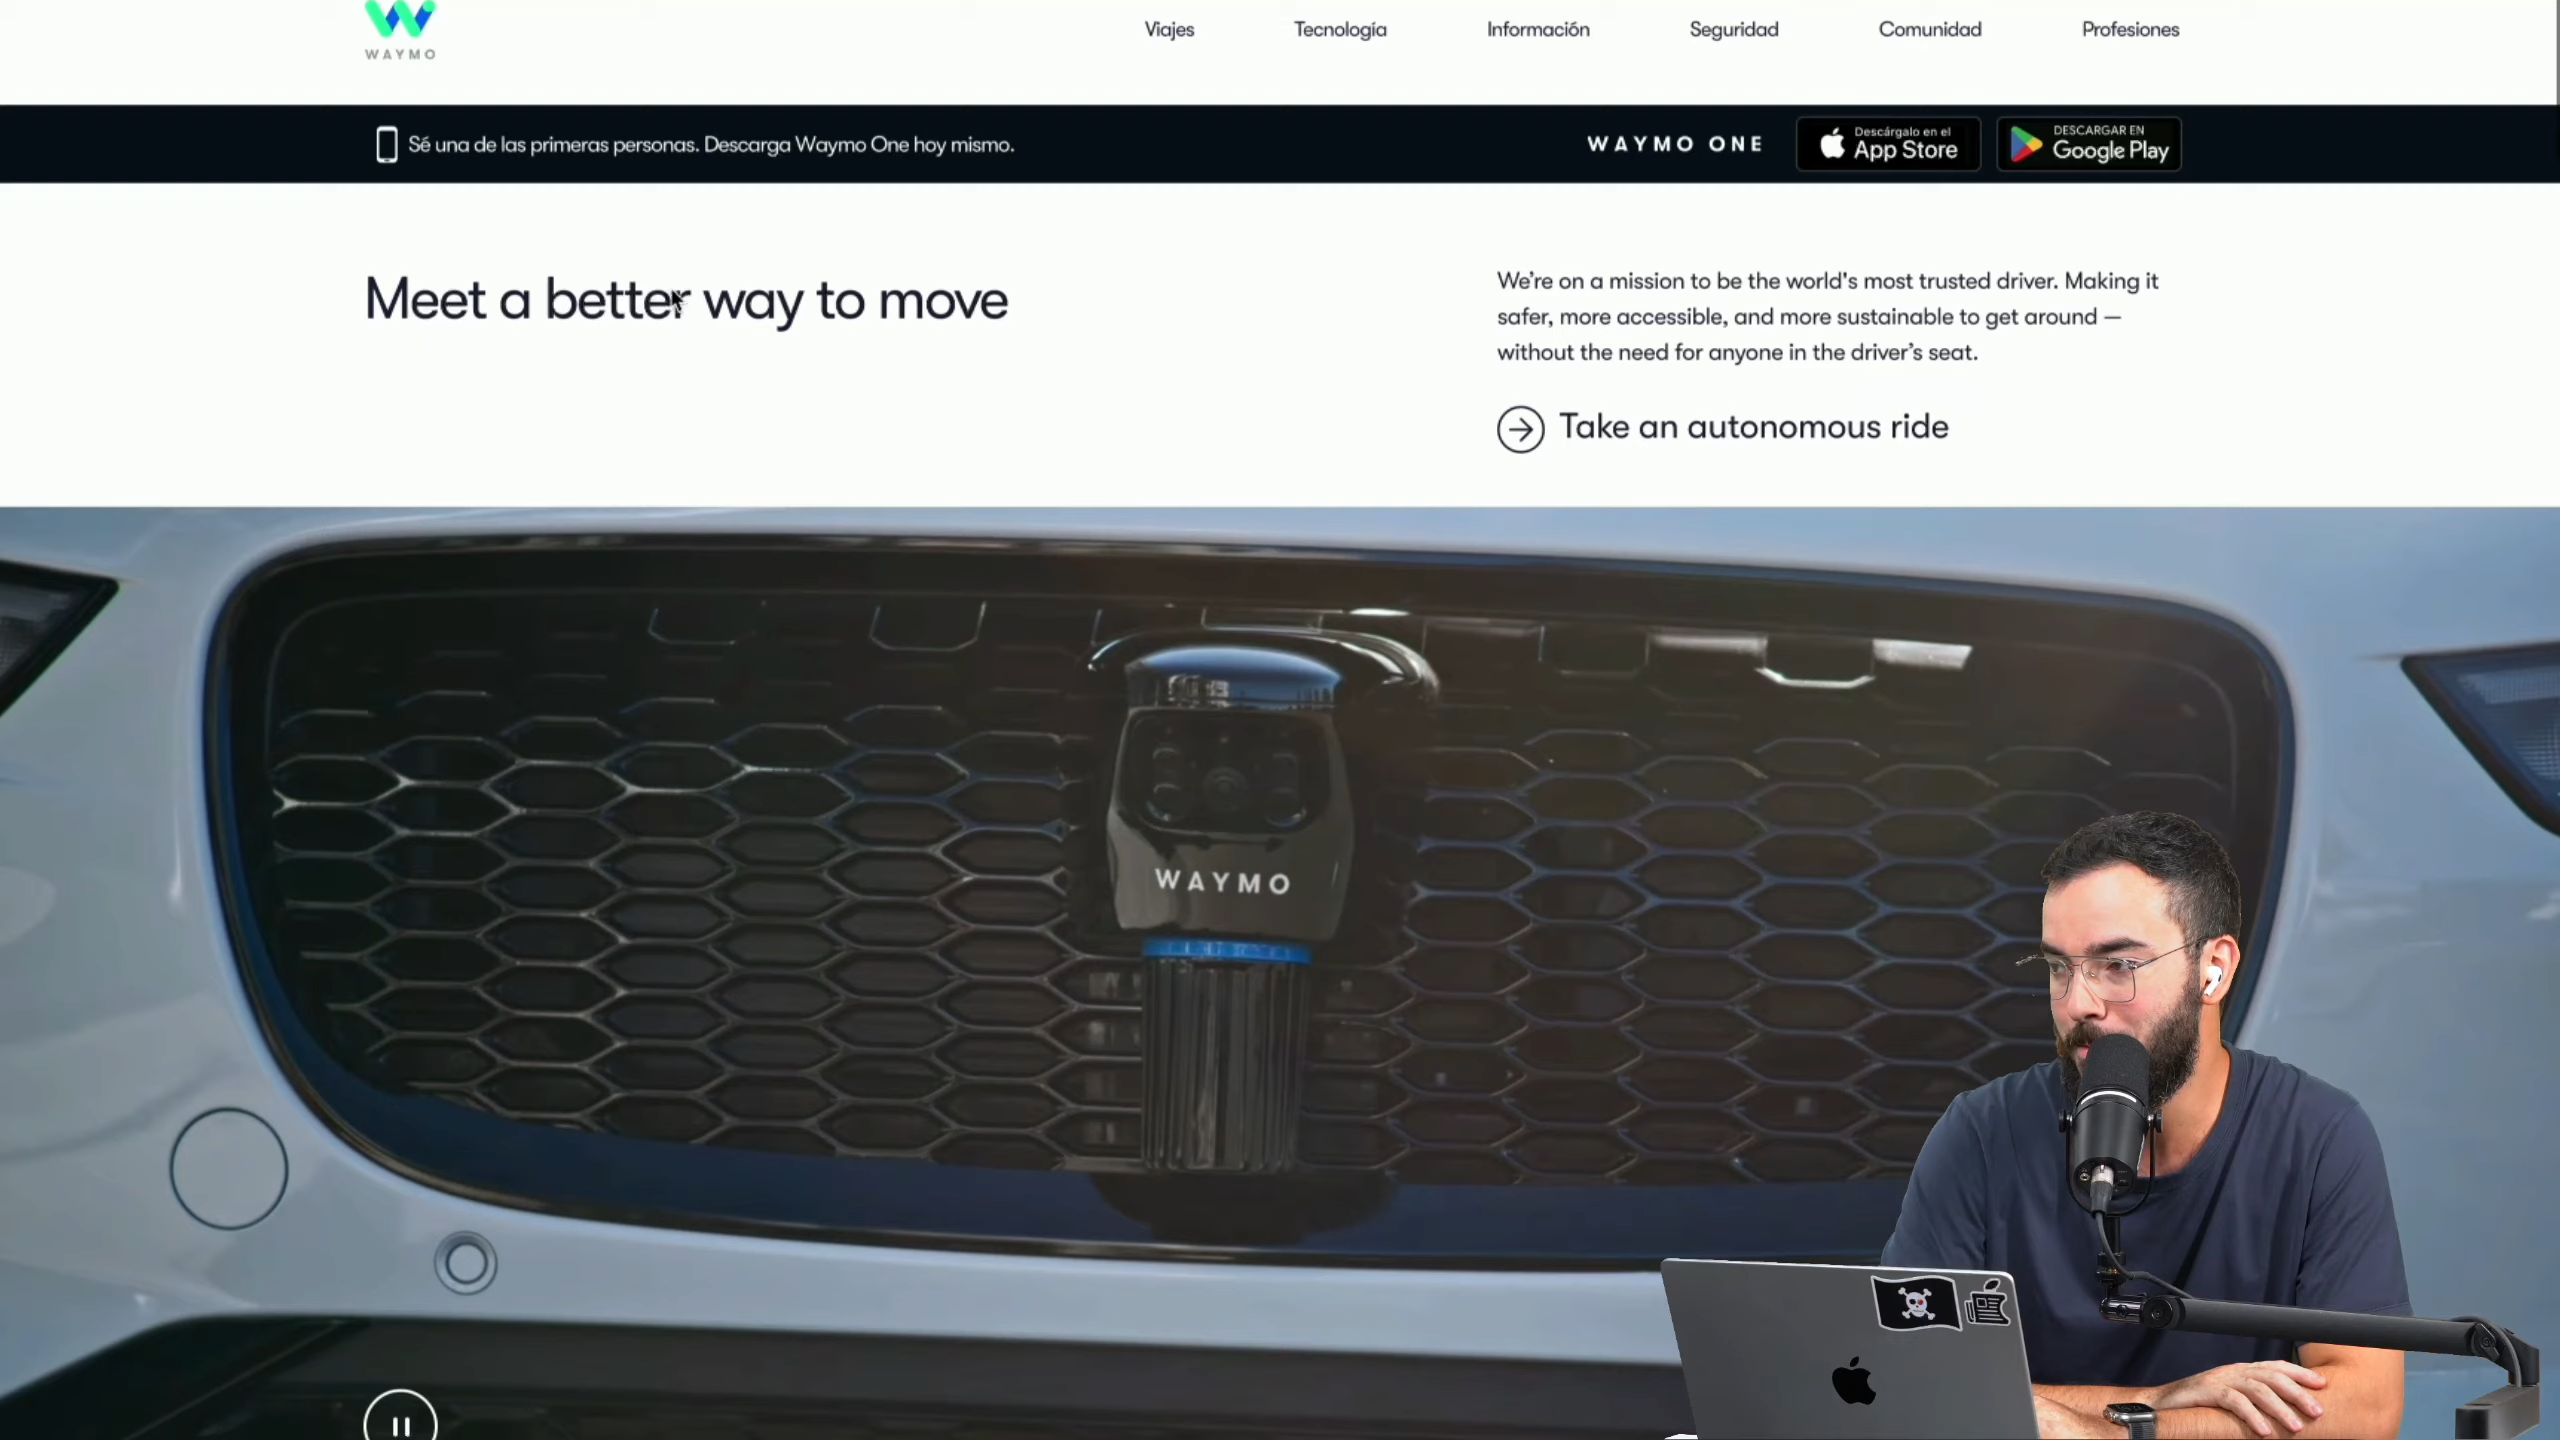 WAYMO
Viajes
Tecnología
Información
Seguridad
Comunidad
Profesiones
Sé una de las primeras personas. Descarga Waymo One hoy mismo.
WAYMO ONE
Descárgalo en el
App Store
DESCARGAR EN
Google Play
Meet a better way to move
We're on a mission to be the world's most trusted driver. Making it
safer, more accessible, and more sustainable to get around —
without the need for anyone in the driver's seat.
Take an autonomous ride
WAYMO